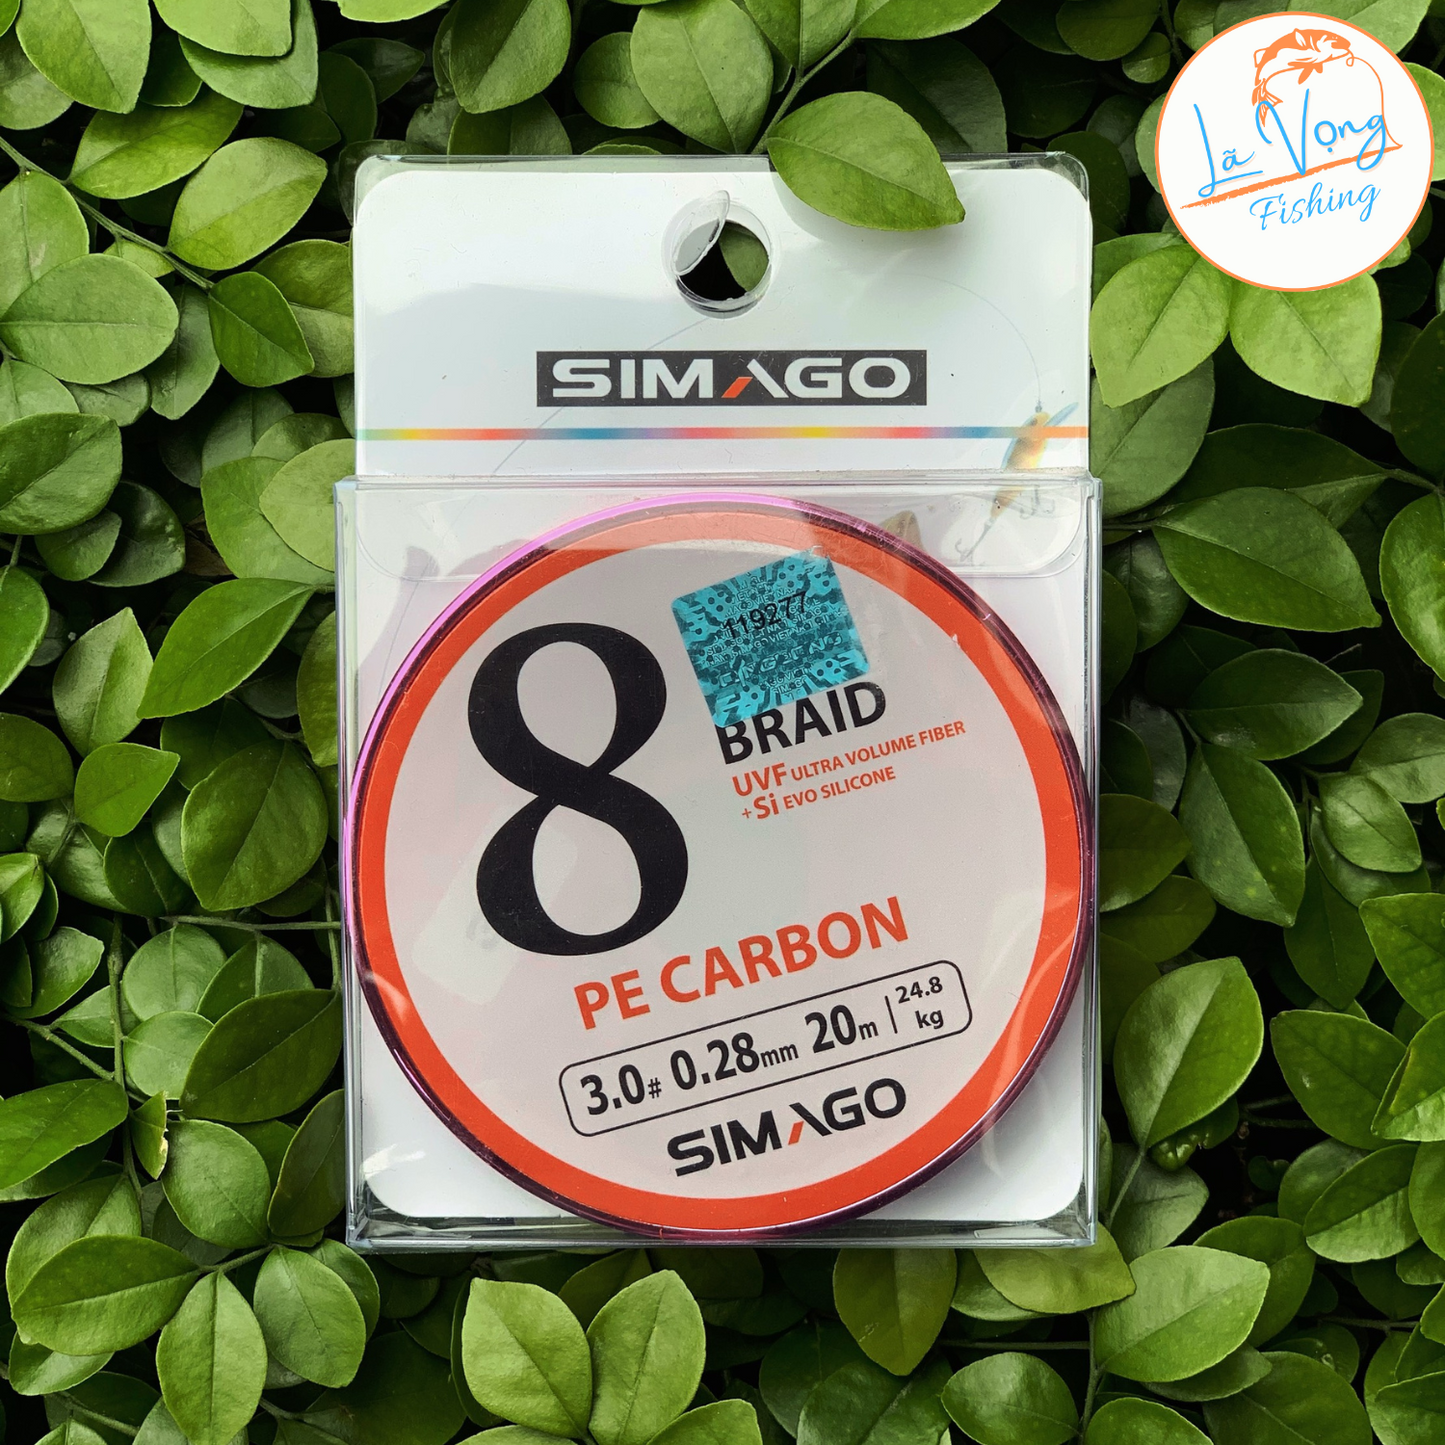 Lã Vọng
Fishing
SIMAGO
8
119277
BRAID
UVF ULTRA VOLUME FIBER
+ Si EVO SILICONE
PE CARBON
3.0# 0.28mm 20m 24.8 kg
SIMAGO